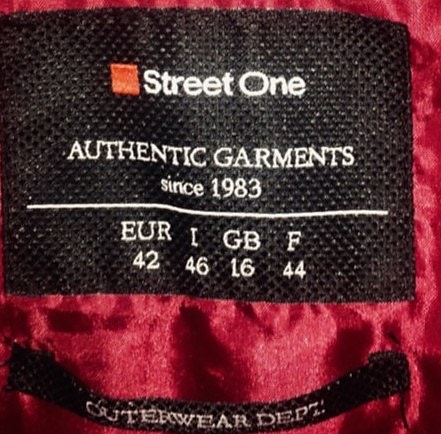 Street One
AUTHENTIC GARMENTS
since 1983
EUR I GB F
42 46 16 44
OUTERWEAR DEPT.